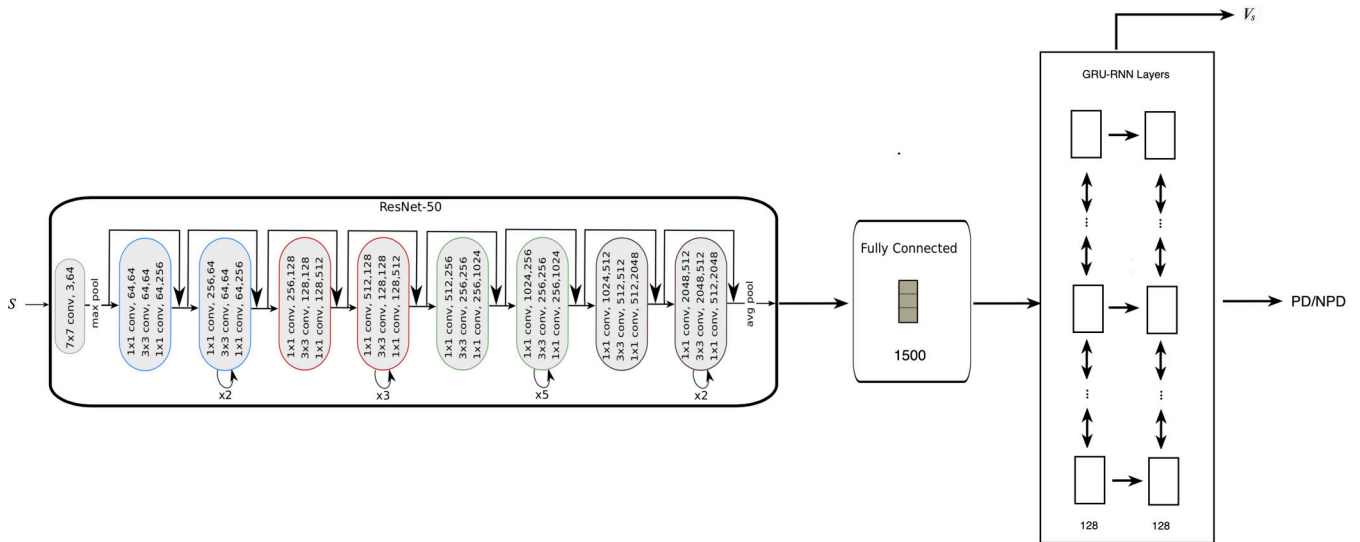 V_s
GRU-RNN Layers
ResNet-50
S
7x7 conv, 3,64
max pool
1x1 conv, 64,64
3x3 conv, 64,64
1x1 conv, 64,256
1x1 conv, 256,64
3x3 conv, 64,64
1x1 conv, 64,256
x2
1x1 conv, 256,128
3x3 conv, 128,128
1x1 conv, 128,512
1x1 conv, 512,128
3x3 conv, 128,128
1x1 conv, 128,512
x3
1x1 conv, 512,256
3x3 conv, 256,256
1x1 conv, 256,1024
1x1 conv, 1024,256
3x3 conv, 256,256
1x1 conv, 256,1024
x5
1x1 conv, 1024,512
3x3 conv, 512,512
1x1 conv, 512,2048
1x1 conv, 2048,512
3x3 conv, 2048,512
1x1 conv, 512,2048
x2
avg pool
Fully Connected
1500
...
...
...
...
128
128
PD/NPD